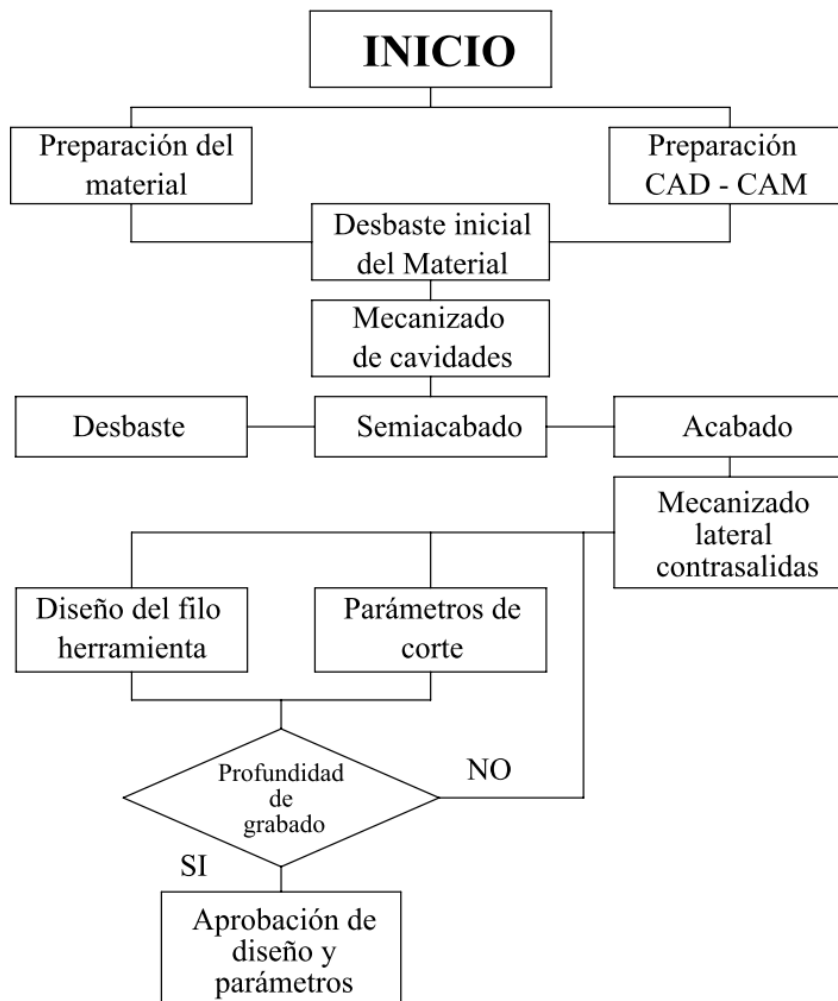 INICIO
Preparación del
material
Preparación
CAD - CAM
Desbaste inicial
del Material
Mecanizado
de cavidades
Desbaste
Semiacabado
Acabado
Mecanizado
lateral
contrasalidas
Diseño del filo
herramienta
Parámetros de
corte
Profundidad
de
grabado
NO
SI
Aprobación de
diseño y
parámetros